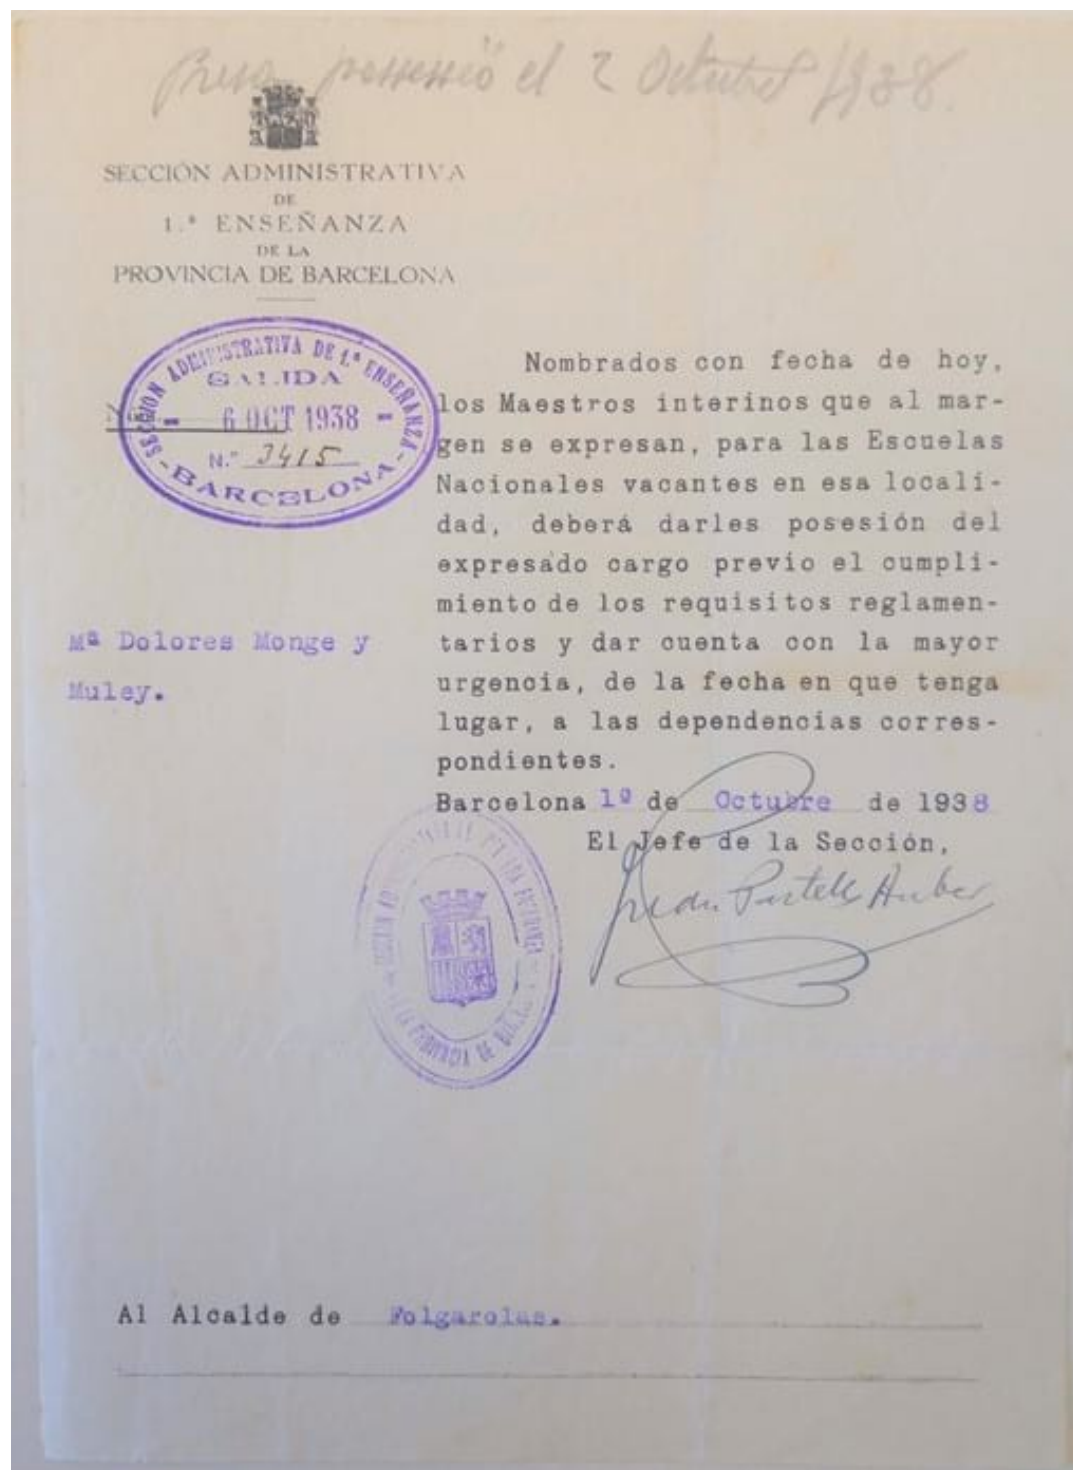 possessió el 2 Octubre 1938.
SECCIÓN ADMINISTRATIVA
DE
1.ª ENSEÑANZA
DE LA
PROVINCIA DE BARCELONA
SECCION ADMINISTRATIVA DE 1.ª ENSEÑANZA
SALIDA
- 6 OCT 1938 -
N.º 3415
- BARCELONA -
Nombrados con fecha de hoy,
los Maestros interinos que al mar-
gen se expresan, para las Escuelas
Nacionales vacantes en esa locali-
dad, deberá darles posesión del
expresado cargo previo el cumpli-
miento de los requisitos reglamen-
tarios y dar cuenta con la mayor
urgencia, de la fecha en que tenga
lugar, a las dependencias corres-
pondientes.
Mª Dolores Monge y
Muley.
Barcelona 1º de Octubre de 1938
El Jefe de la Sección,
LA PROVINCIA DE
Al Alcalde de Folgarolas.